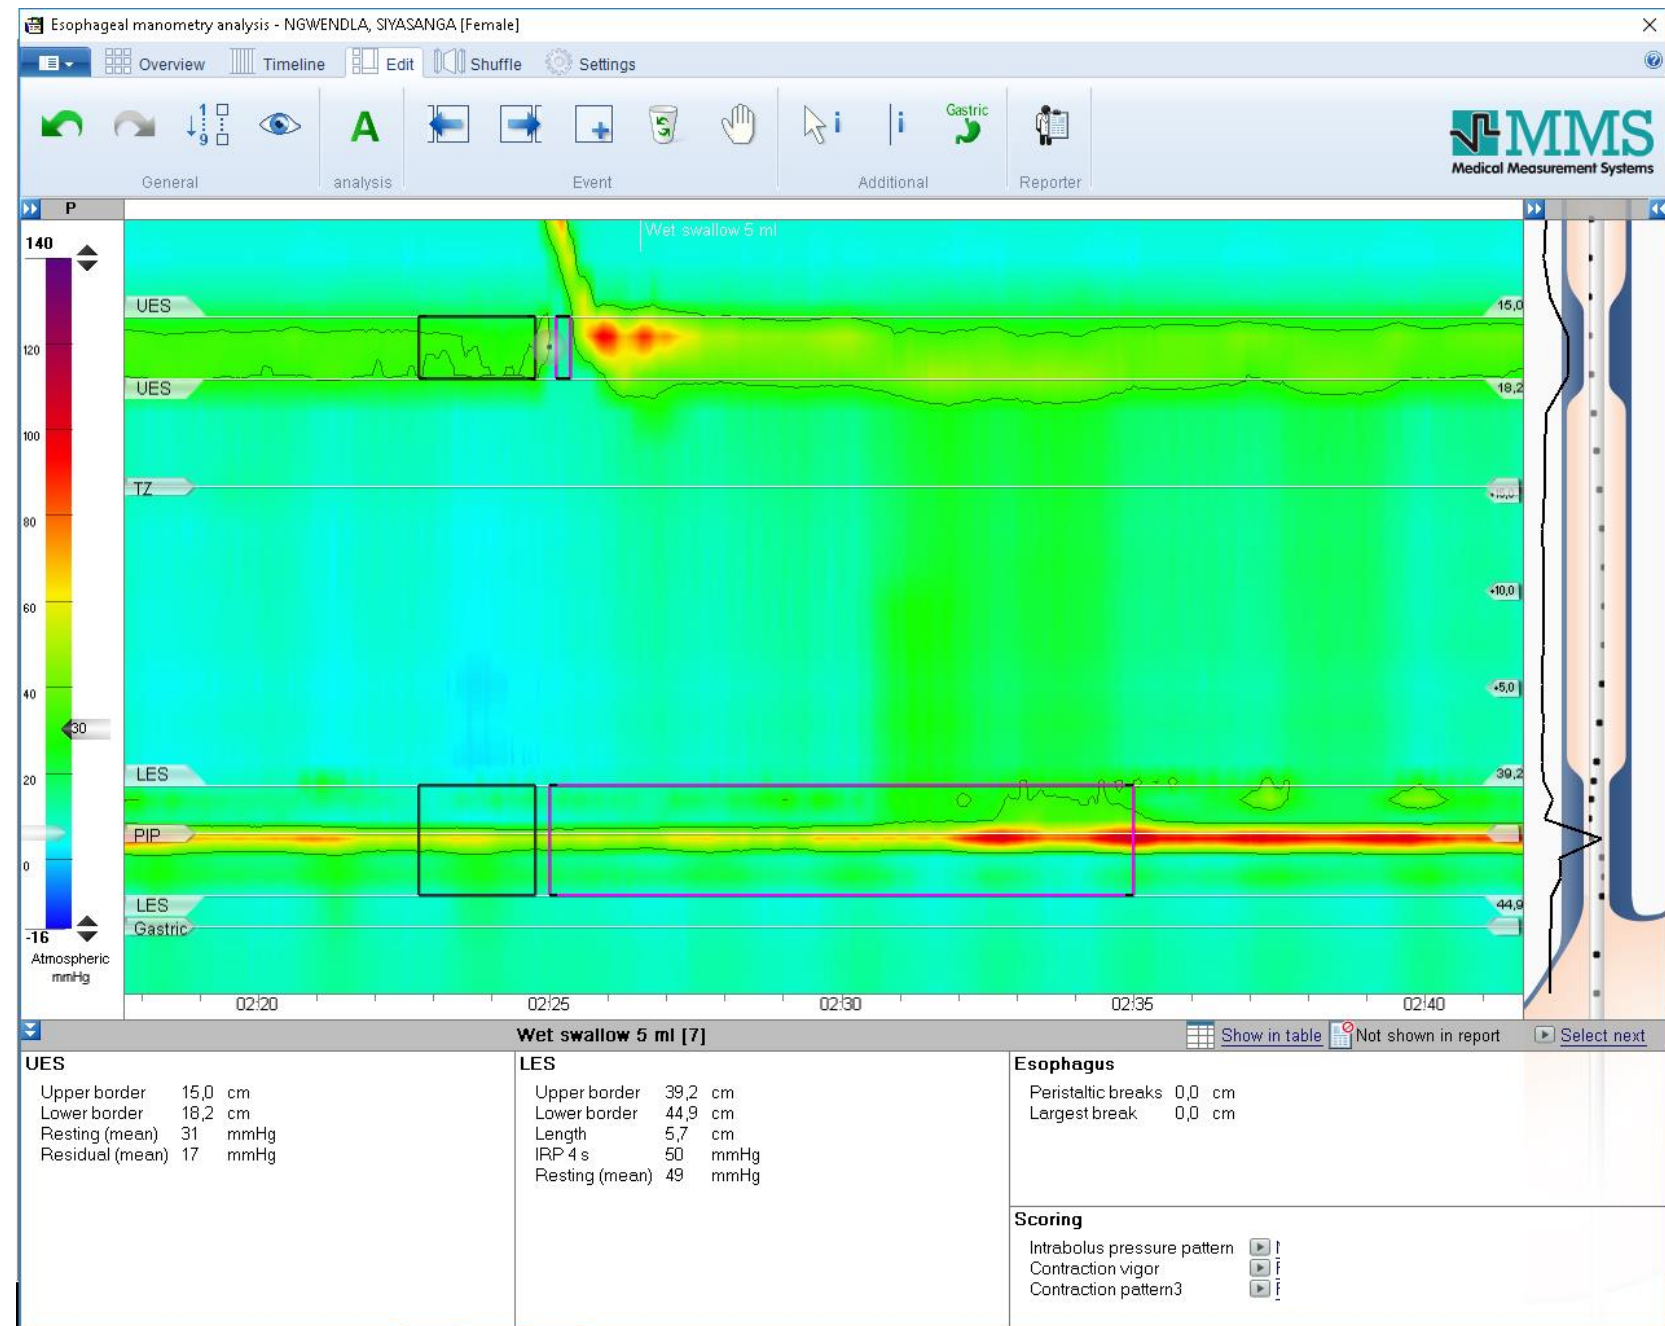 Esophageal manometry analysis - NGWENDLA, SIYASANGA [Female]
Overview Timeline Edit Shuffle Settings
1
9
A
i
i
Gastric
MMS
Medical Measurement Systems
General analysis Event Additional Reporter
P
140
120
100
80
60
40
30
20
0
-16
Atmospheric
mmHg
Wet swallow 5 ml
UES 15,0
UES 18,2
TZ +15,0
+10,0
+5,0
LES 39,2
PIP
LES 44,9
Gastric
02:20 02:25 02:30 02:35 02:40
Wet swallow 5 ml [7] Show in table Not shown in report Select next
UES
Upper border 15,0 cm
Lower border 18,2 cm
Resting (mean) 31 mmHg
Residual (mean) 17 mmHg
LES
Upper border 39,2 cm
Lower border 44,9 cm
Length 5,7 cm
IRP 4 s 50 mmHg
Resting (mean) 49 mmHg
Esophagus
Peristaltic breaks 0,0 cm
Largest break 0,0 cm
Scoring
Intrabolus pressure pattern
Contraction vigor
Contraction pattern3